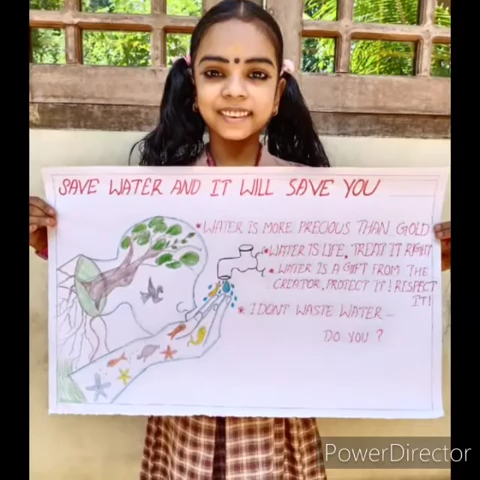 SAVE WATER AND IT WILL SAVE YOU
* WATER IS MORE PRECIOUS THAN GOLD
* WATER IS LIFE, TREAT IT RIGHT
* WATER IS A GIFT FROM THE
CREATOR, PROTECT IT! RESPECT
IT!
* I DONT WASTE WATER –
DO YOU?
PowerDirector